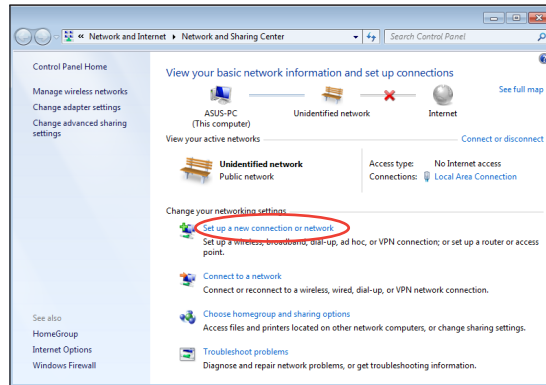 « Network and Internet ▸ Network and Sharing Center
Search Control Panel
Control Panel Home
Manage wireless networks
Change adapter settings
Change advanced sharing
settings
See also
HomeGroup
Internet Options
Windows Firewall
View your basic network information and set up connections
See full map
ASUS-PC
(This computer)
Unidentified network
Internet
View your active networks
Connect or disconnect
Unidentified network
Public network
Access type: No Internet access
Connections: Local Area Connection
Change your networking settings
Set up a new connection or network
Set up a wireless, broadband, dial-up, ad hoc, or VPN connection; or set up a router or access
point.
Connect to a network
Connect or reconnect to a wireless, wired, dial-up, or VPN network connection.
Choose homegroup and sharing options
Access files and printers located on other network computers, or change sharing settings.
Troubleshoot problems
Diagnose and repair network problems, or get troubleshooting information.